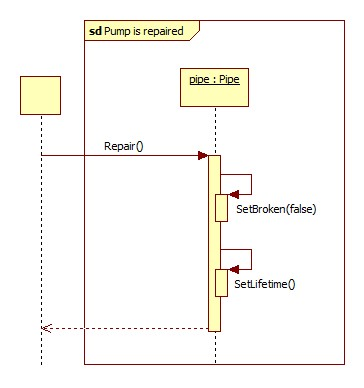 sd Pump is repaired
pipe : Pipe
Repair()
SetBroken(false)
SetLifetime()